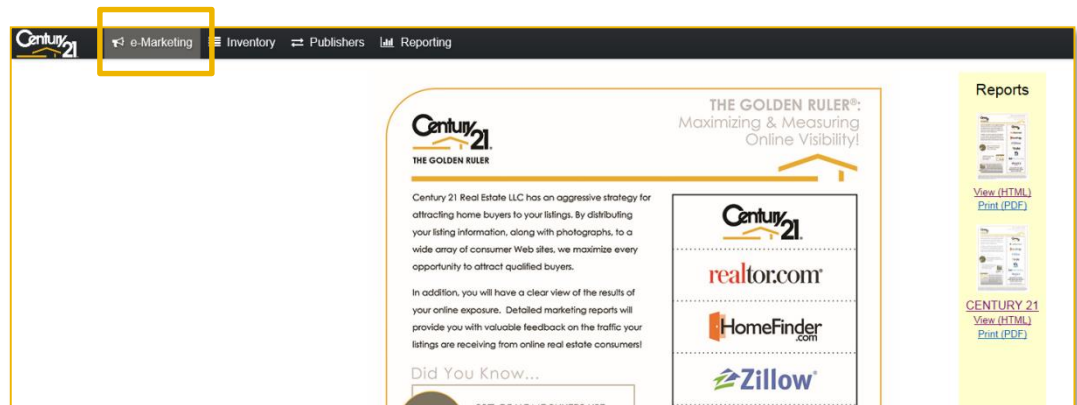 Century 21
e-Marketing
Inventory
Publishers
Reporting
Century 21.
THE GOLDEN RULER
THE GOLDEN RULER®:
Maximizing & Measuring
Online Visibility!
Century 21 Real Estate LLC has an aggressive strategy for
attracting home buyers to your listings. By distributing
your listing information, along with photographs, to a
wide array of consumer Web sites, we maximize every
opportunity to attract qualified buyers.
In addition, you will have a clear view of the results of
your online exposure. Detailed marketing reports will
provide you with valuable feedback on the traffic your
listings are receiving from online real estate consumers!
Did You Know...
Century 21.
realtor.com®
HomeFinder
.com
Zillow®
Reports
View (HTML)
Print (PDF)
CENTURY 21
View (HTML)
Print (PDF)